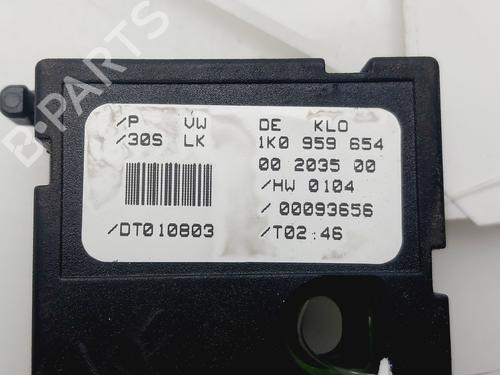 B-PARTS
/P VW DE KLO
/30S LK 1K0 959 654
00 2035 00
/HW 0104
/00093656
/DT010803 /T02:46